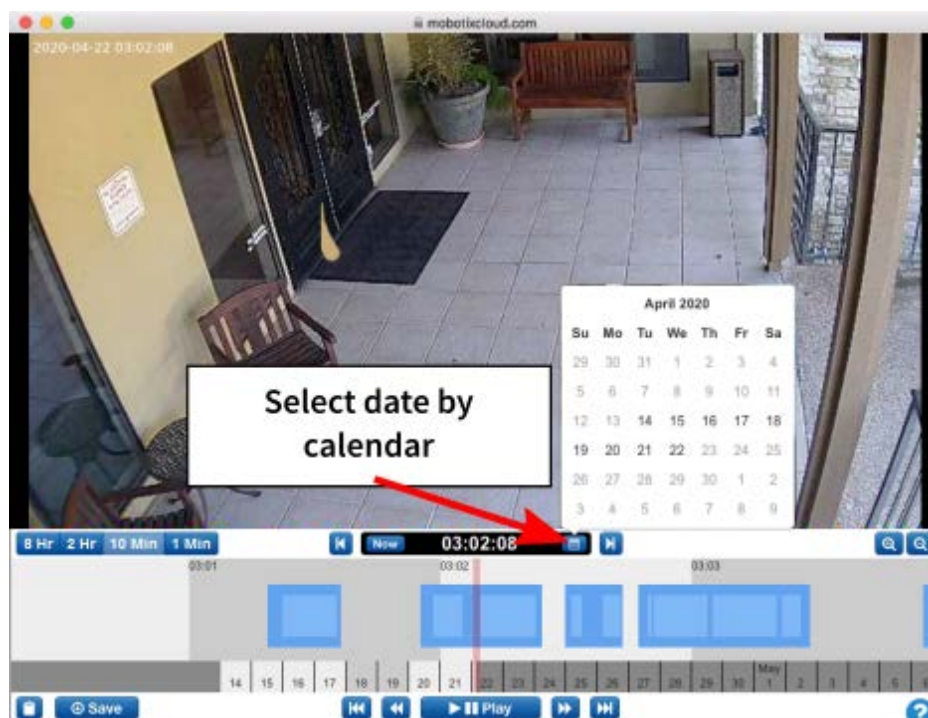 mobotixcloud.com
2020-04-22 03:02:08
April 2020
Su Mo Tu We Th Fr Sa
29 30 31 1 2 3 4
5 6 7 8 9 10 11
12 13 14 15 16 17 18
19 20 21 22 23 24 25
26 27 28 29 30 1 2
3 4 5 6 7 8 9
Select date by
calendar
8 Hr 2 Hr 10 Min 1 Min Now 03:02:08
03:01 03:02 03:03
May
14 15 16 17 18 19 20 21 22 23 24 25 26 27 28 29 30 1 2 3 4 5 6
Save Play ?